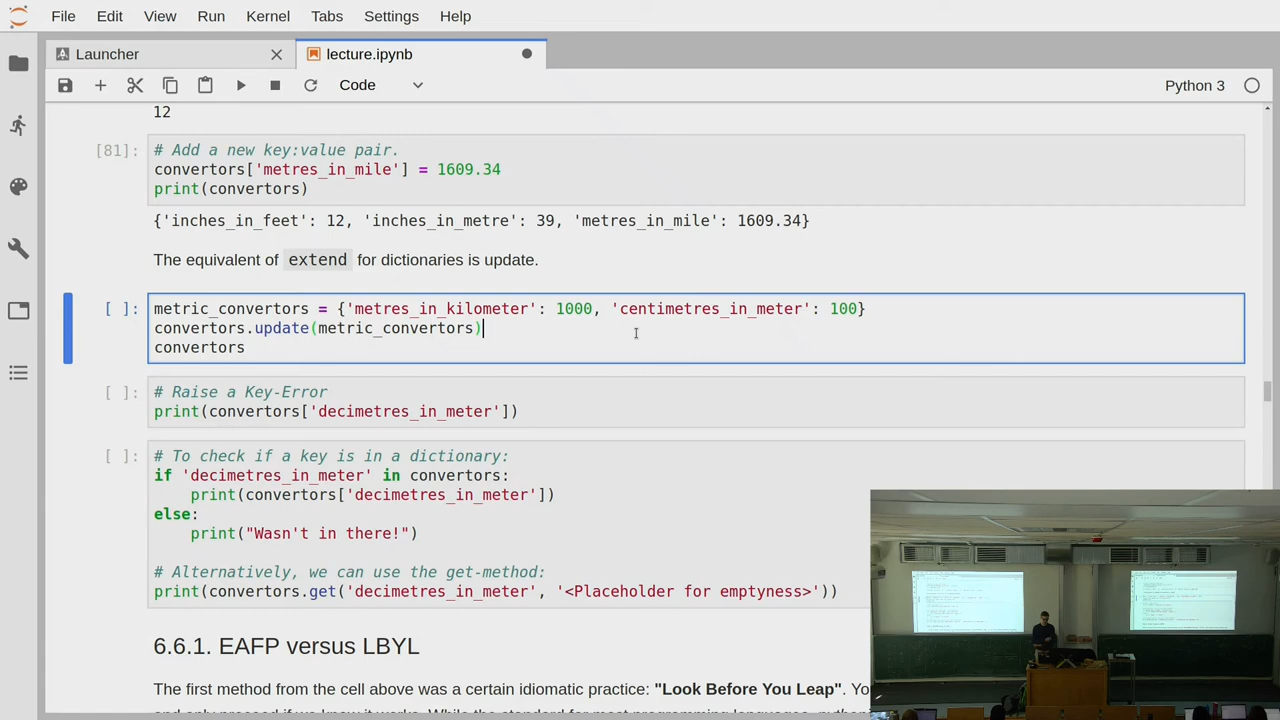 File Edit View Run Kernel Tabs Settings Help
Launcher
lecture.ipynb
Code
Python 3
12
[81]:
# Add a new key:value pair.
convertors['metres_in_mile'] = 1609.34
print(convertors)
{'inches_in_feet': 12, 'inches_in_metre': 39, 'metres_in_mile': 1609.34}
The equivalent of extend for dictionaries is update.
[ ]:
metric_convertors = {'metres_in_kilometer': 1000, 'centimetres_in_meter': 100}
convertors.update(metric_convertors)
convertors
[ ]:
# Raise a Key-Error
print(convertors['decimetres_in_meter'])
[ ]:
# To check if a key is in a dictionary:
if 'decimetres_in_meter' in convertors:
    print(convertors['decimetres_in_meter'])
else:
    print("Wasn't in there!")
# Alternatively, we can use the get-method:
print(convertors.get('decimetres_in_meter', '<Placeholder for emptyness>'))
6.6.1. EAFP versus LBYL
The first method from the cell above was a certain idiomatic practice: "Look Before You Leap". Yo